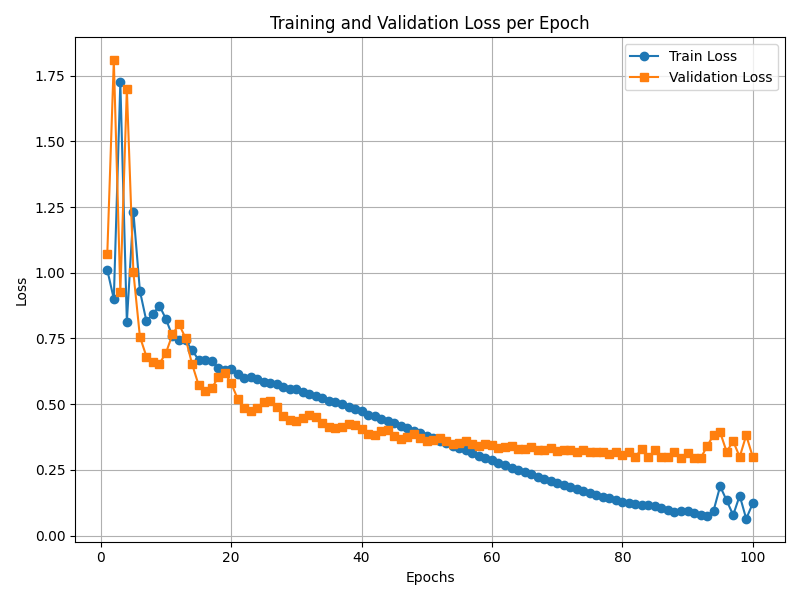 Training and Validation Loss per Epoch
Train Loss
Validation Loss
1.75
1.50
1.25
1.00
0.75
0.50
0.25
0.00
Loss
0 20 40 60 80 100
Epochs